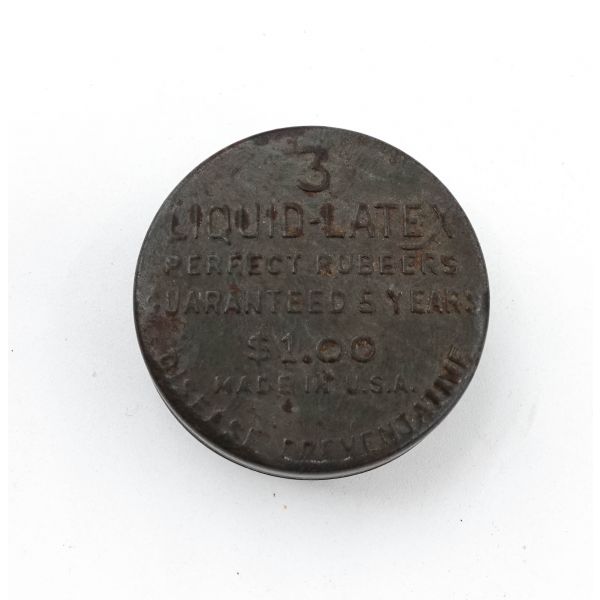 3
LIQUID-LATEX
PERFECT RUBBERS
GUARANTEED 5 YEARS
$1.00
MADE IN U.S.A.
DISEASE PREVENTATIVE